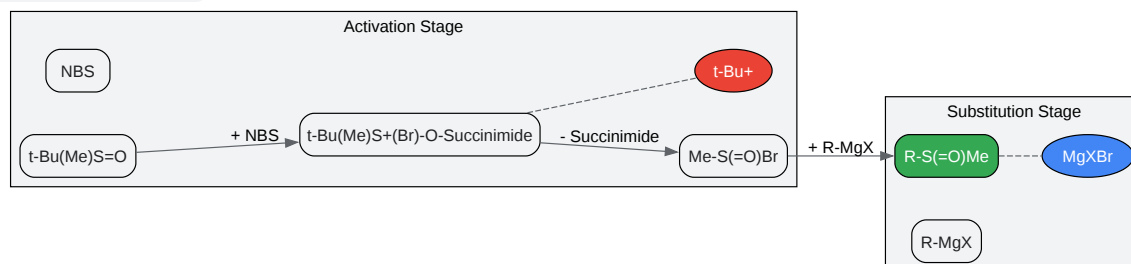 Activation Stage
NBS
t-Bu+
t-Bu(Me)S=O
+ NBS
t-Bu(Me)S+(Br)-O-Succinimide
- Succinimide
Me-S(=O)Br
+ R-MgX
Substitution Stage
R-S(=O)Me
MgXBr
R-MgX